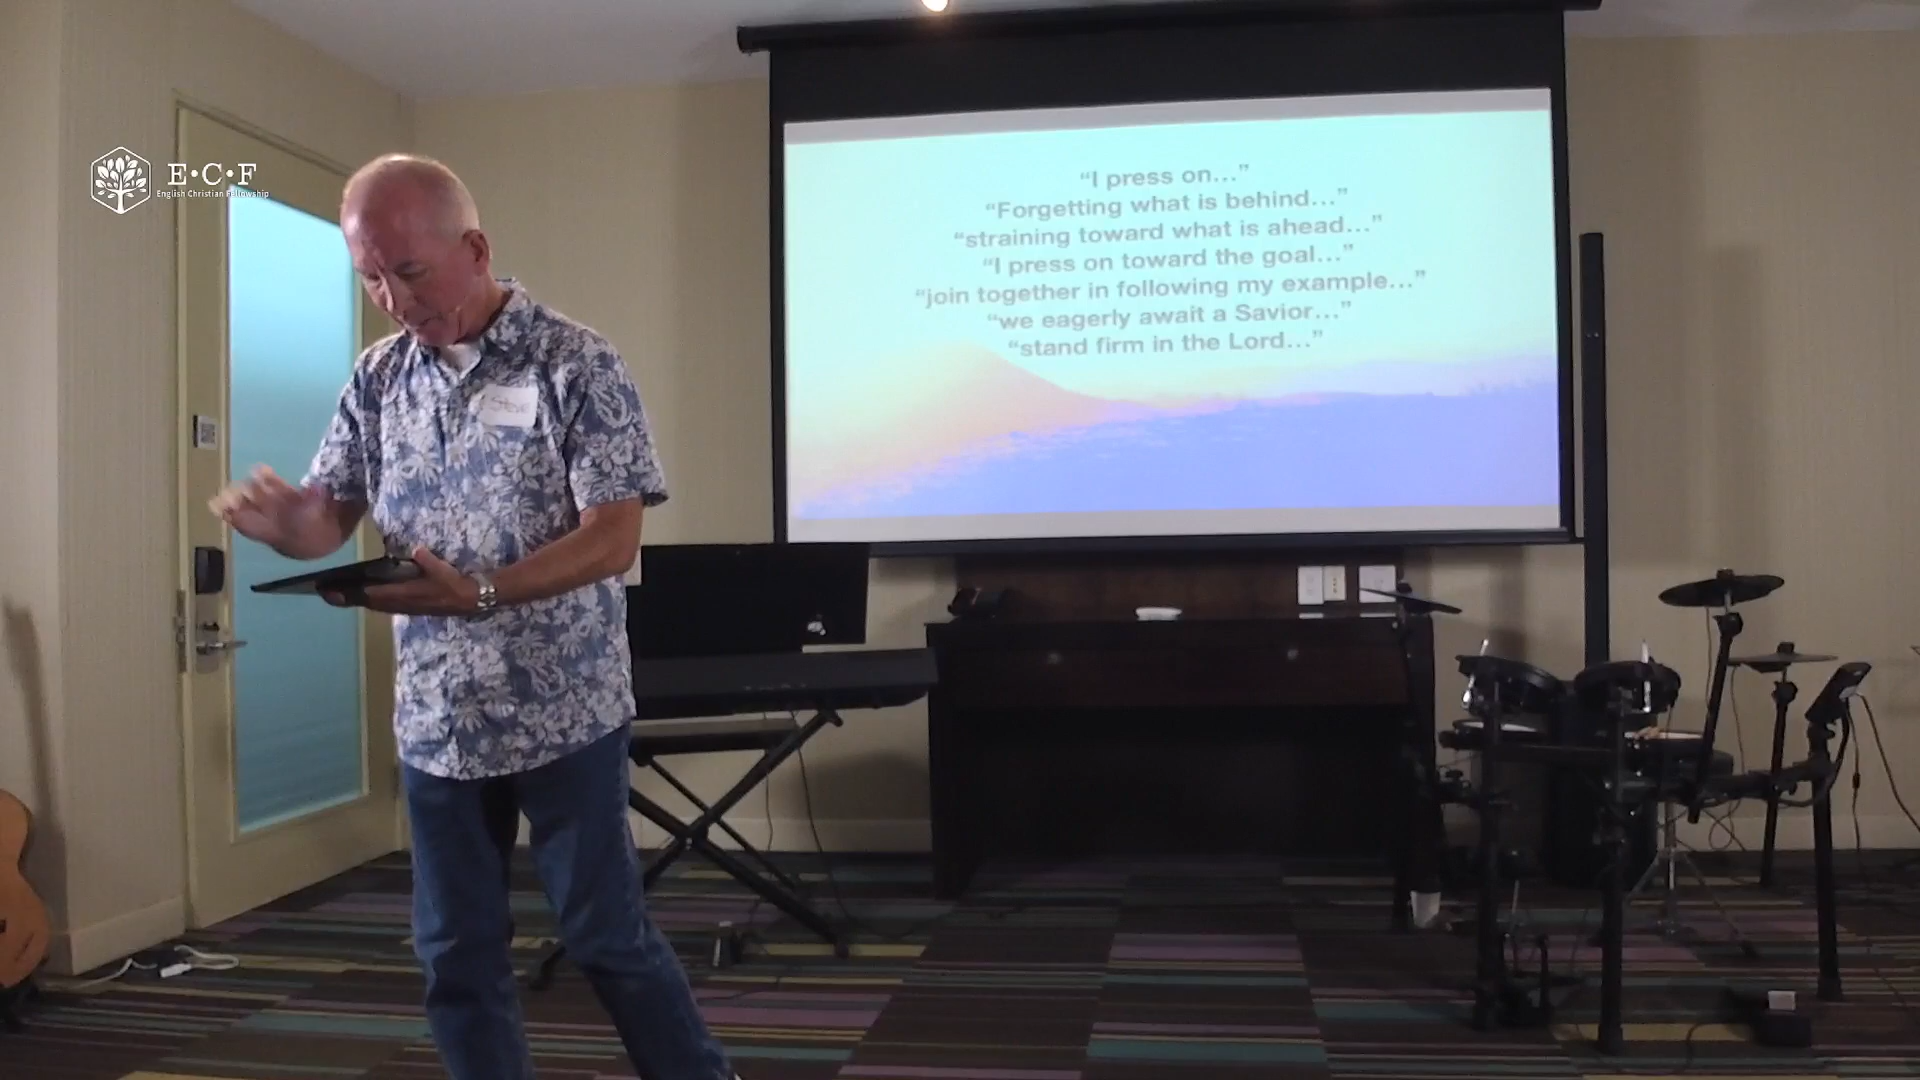 E·C·F
English Christian Fellowship
Steve
“I press on...”
“Forgetting what is behind...”
“straining toward what is ahead...”
“I press on toward the goal...”
“join together in following my example...”
“we eagerly await a Savior...”
“stand firm in the Lord...”